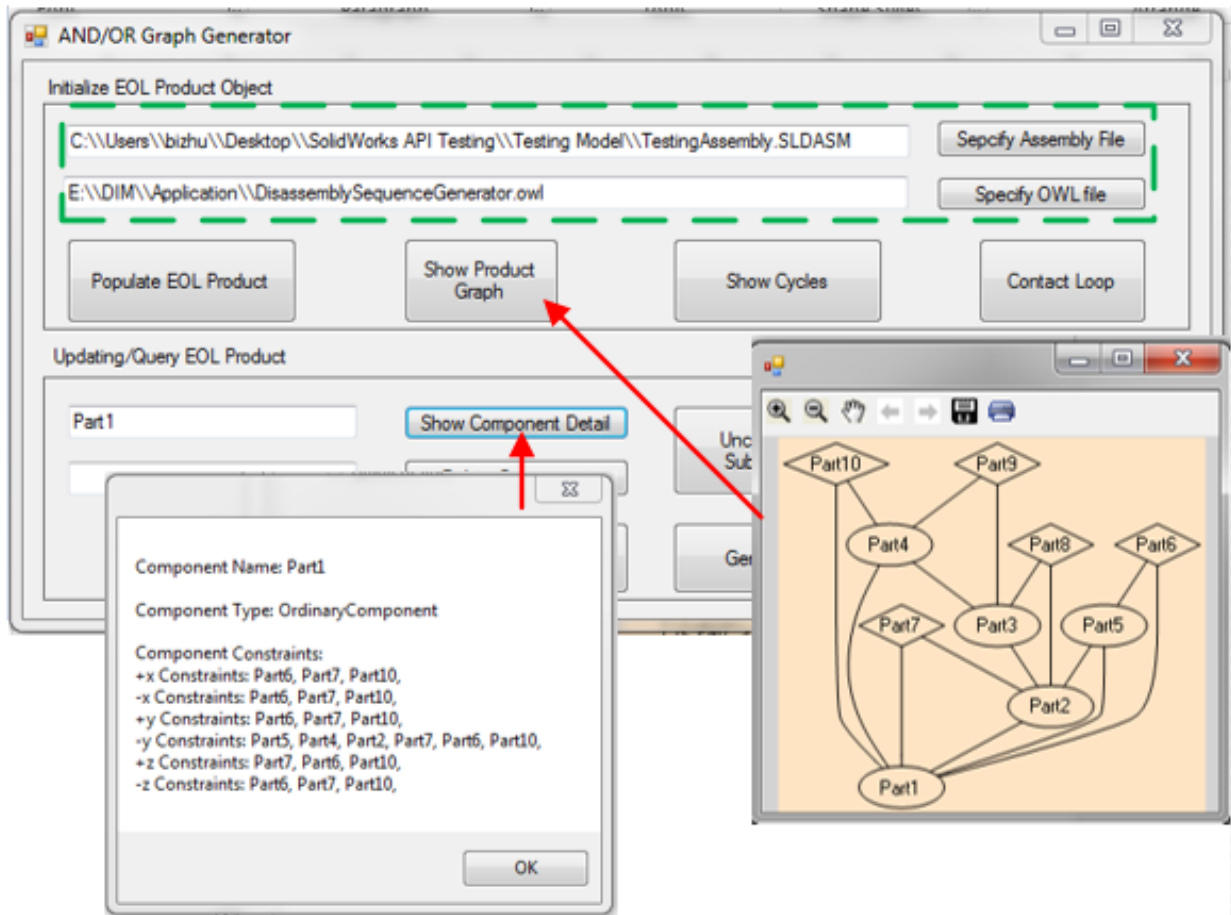 AND/OR Graph Generator
Initialize EOL Product Object
C:\\Users\\bizhu\\Desktop\\SolidWorks API Testing\\Testing Model\\TestingAssembly.SLDASM
Sepcify Assembly File
E:\\DIM\\Application\\DisassemblySequenceGenerator.owl
Specify OWL file
Populate EOL Product
Show Product
Graph
Show Cycles
Contact Loop
Updating/Query EOL Product
Part1
Show Component Detail
Component Name: Part1
Component Type: OrdinaryComponent
Component Constraints:
+x Constraints: Part6, Part7, Part10,
-x Constraints: Part6, Part7, Part10,
+y Constraints: Part6, Part7, Part10,
-y Constraints: Part5, Part4, Part2, Part7, Part6, Part10,
+z Constraints: Part7, Part6, Part10,
-z Constraints: Part6, Part7, Part10,
OK
Part10
Part9
Part4
Part8
Part6
Part7
Part3
Part5
Part2
Part1